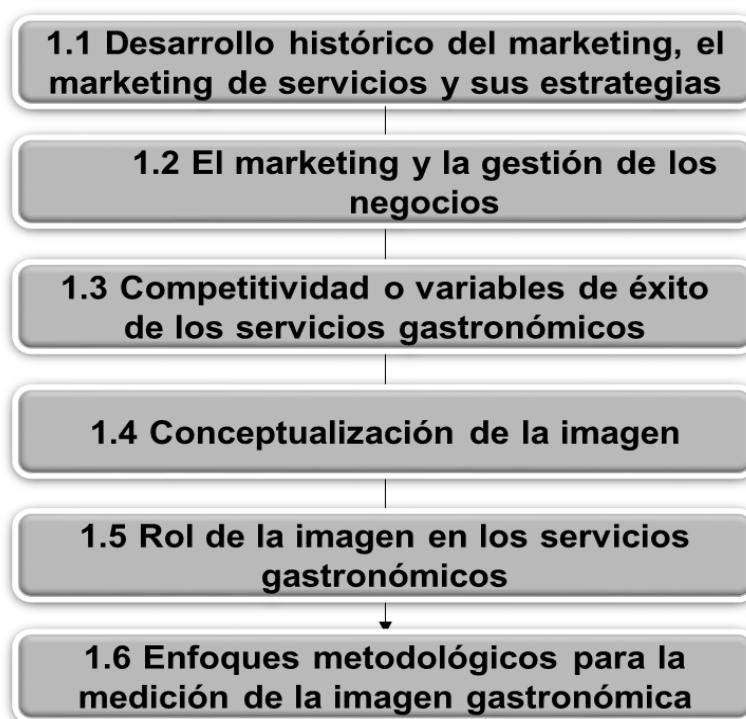 1.1 Desarrollo histórico del marketing, el
marketing de servicios y sus estrategias
1.2 El marketing y la gestión de los
negocios
1.3 Competitividad o variables de éxito
de los servicios gastronómicos
1.4 Conceptualización de la imagen
1.5 Rol de la imagen en los servicios
gastronómicos
1.6 Enfoques metodológicos para la
medición de la imagen gastronómica